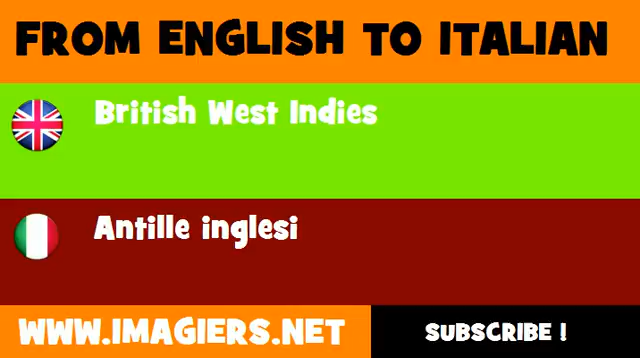 FROM ENGLISH TO ITALIAN
British West Indies
Antille inglesi
WWW.IMAGIERS.NET
SUBSCRIBE !